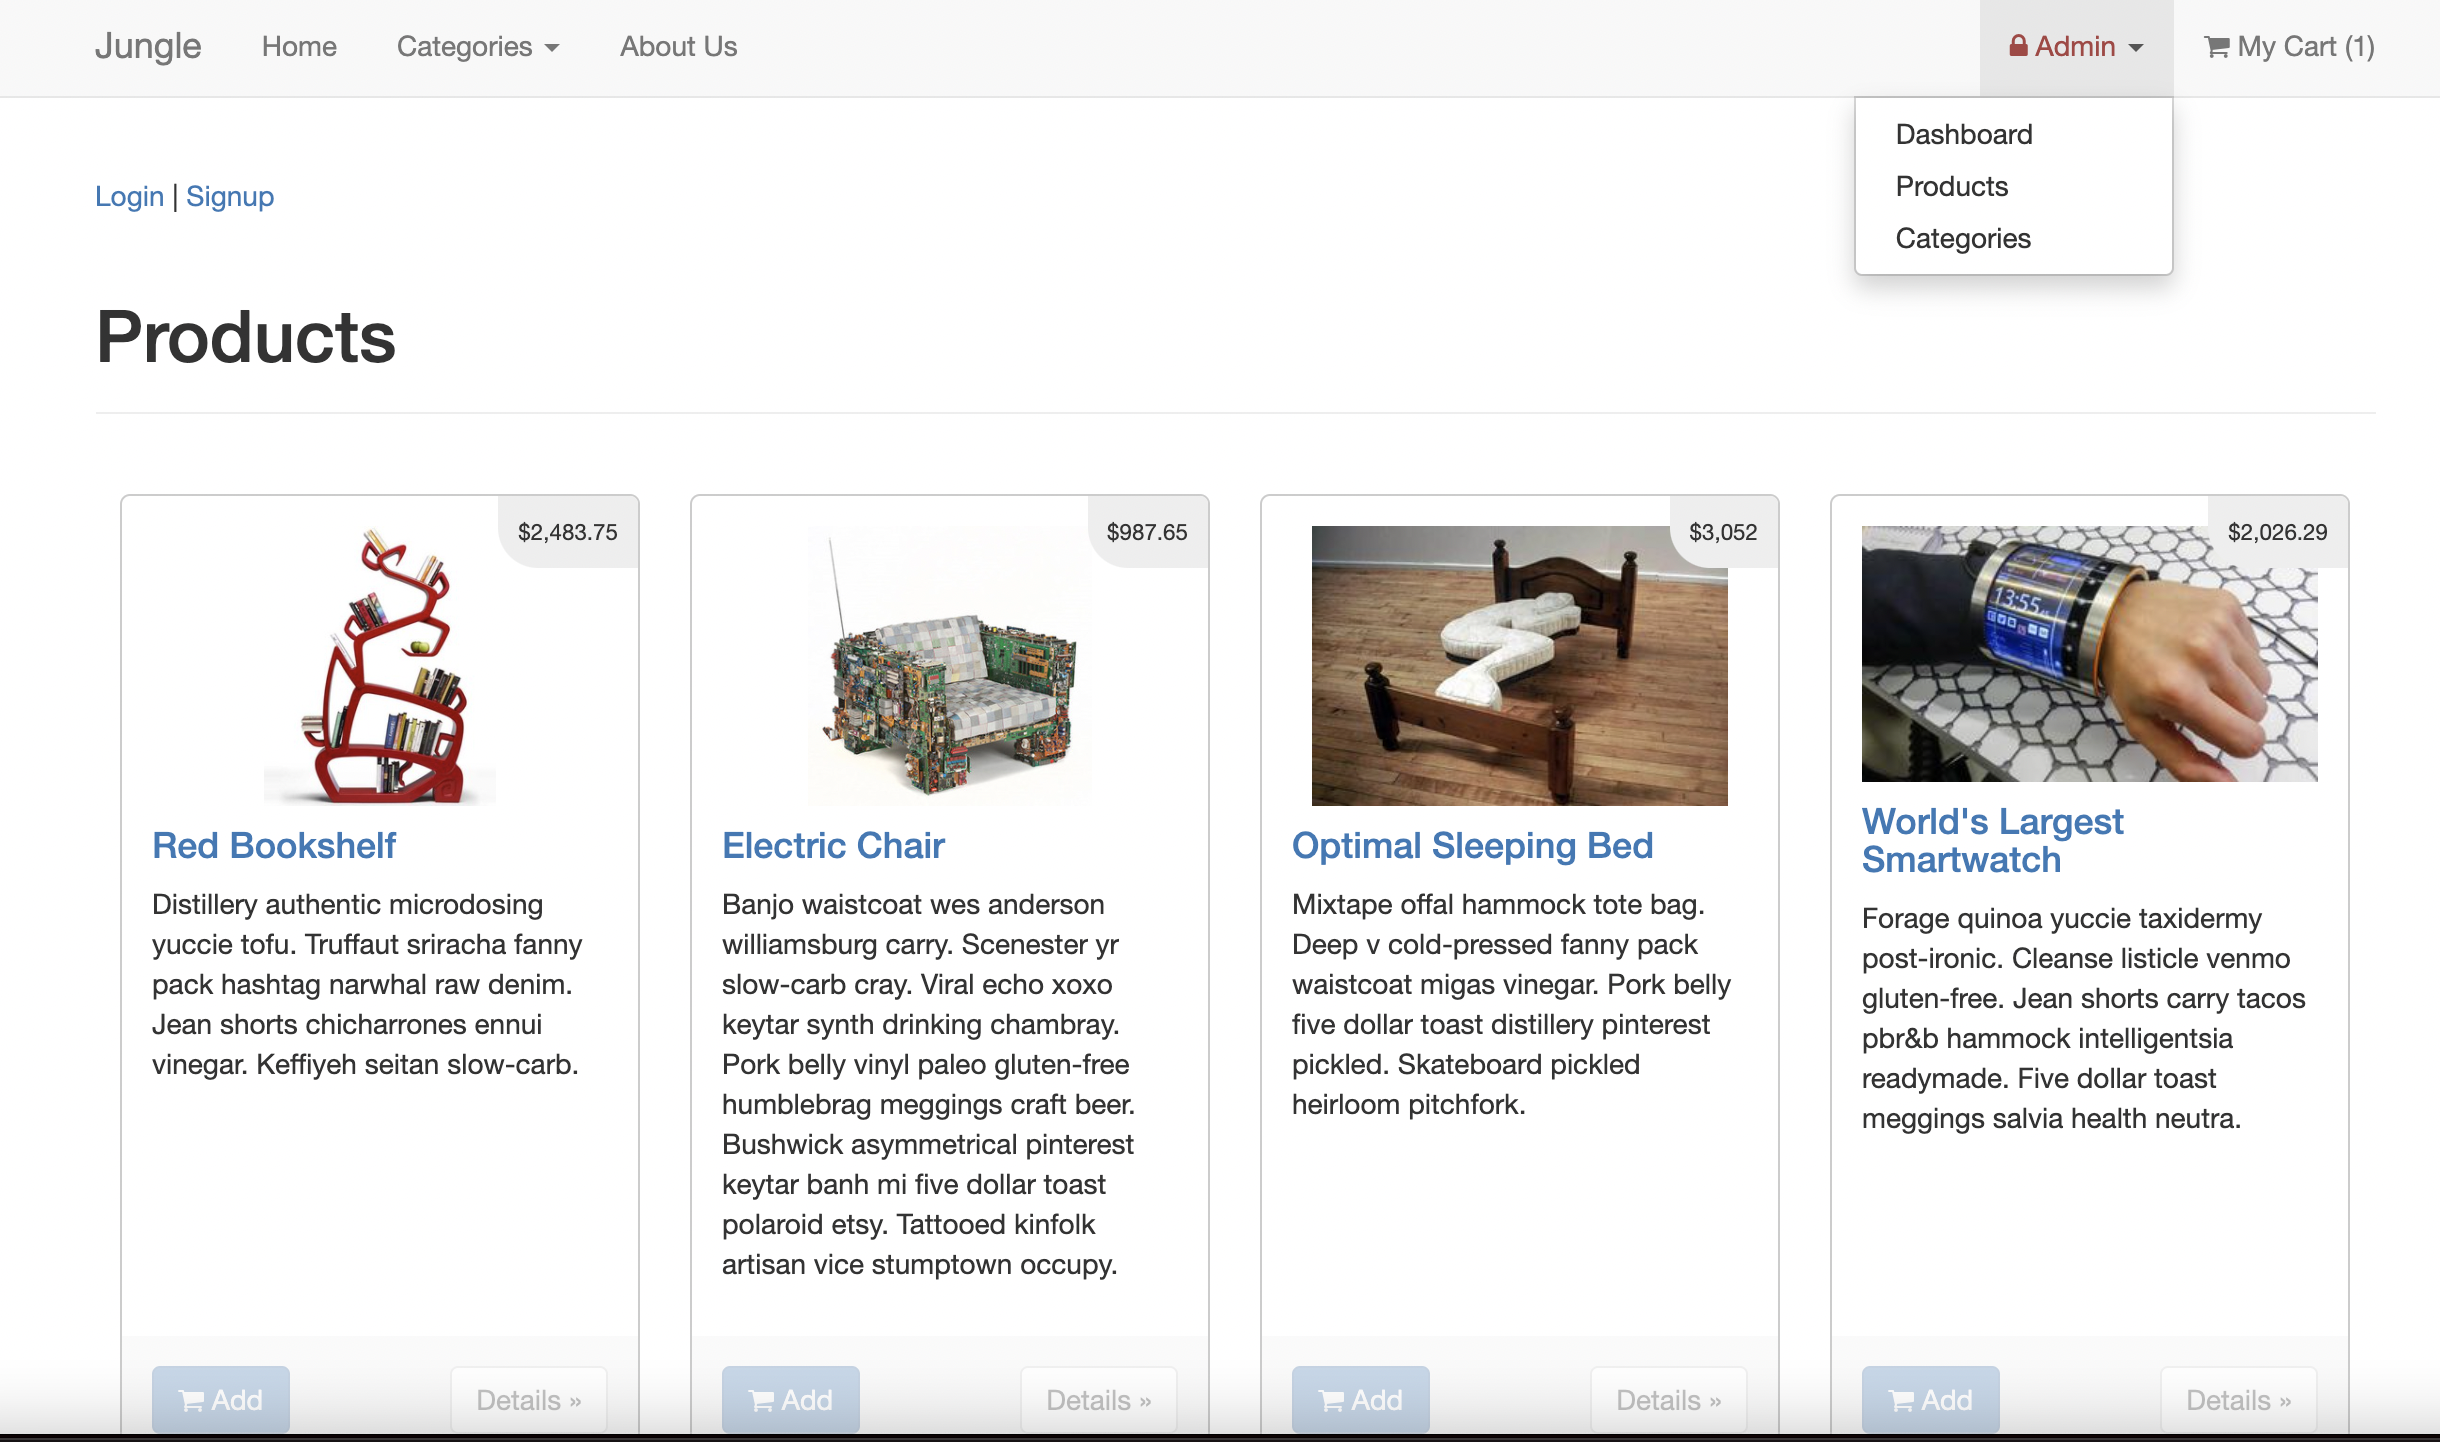 Jungle Home Categories About Us Admin My Cart (1)
Dashboard
Products
Categories
Login | Signup
Products
$2,483.75
Red Bookshelf
Distillery authentic microdosing
yuccie tofu. Truffaut sriracha fanny
pack hashtag narwhal raw denim.
Jean shorts chicharrones ennui
vinegar. Keffiyeh seitan slow-carb.
Add Details »
$987.65
Electric Chair
Banjo waistcoat wes anderson
williamsburg carry. Scenester yr
slow-carb cray. Viral echo xoxo
keytar synth drinking chambray.
Pork belly vinyl paleo gluten-free
humblebrag meggings craft beer.
Bushwick asymmetrical pinterest
keytar banh mi five dollar toast
polaroid etsy. Tattooed kinfolk
artisan vice stumptown occupy.
Add Details »
$3,052
Optimal Sleeping Bed
Mixtape offal hammock tote bag.
Deep v cold-pressed fanny pack
waistcoat migas vinegar. Pork belly
five dollar toast distillery pinterest
pickled. Skateboard pickled
heirloom pitchfork.
Add Details »
$2,026.29
13:55
World's Largest
Smartwatch
Forage quinoa yuccie taxidermy
post-ironic. Cleanse listicle venmo
gluten-free. Jean shorts carry tacos
pbr&b hammock intelligentsia
readymade. Five dollar toast
meggings salvia health neutra.
Add Details »